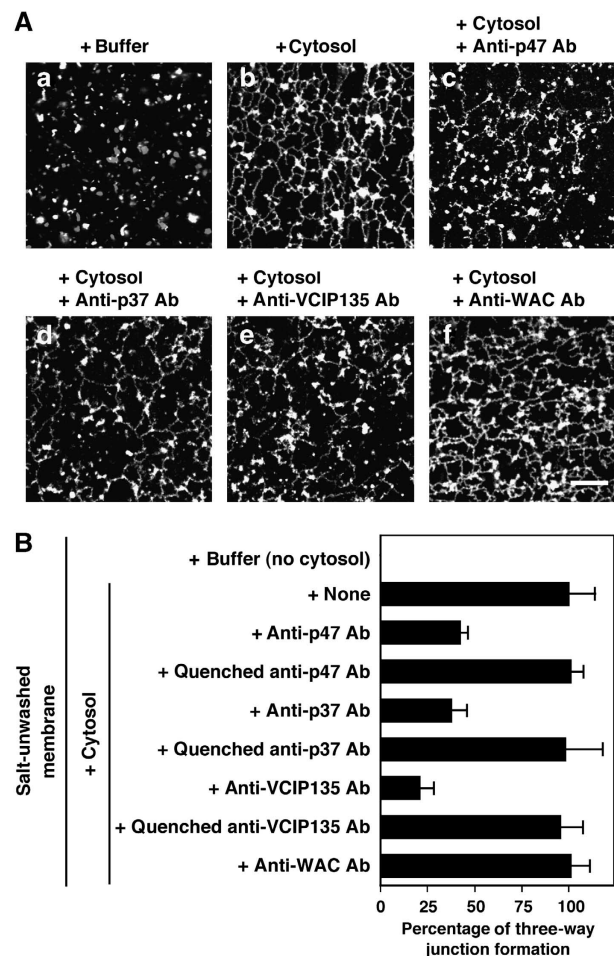 A
+ Buffer
+ Cytosol
+ Cytosol
+ Anti-p47 Ab
a
b
c
+ Cytosol
+ Anti-p37 Ab
+ Cytosol
+ Anti-VCIP135 Ab
+ Cytosol
+ Anti-WAC Ab
d
e
f
B
Salt-unwashed
membrane
+ Cytosol
+ Buffer (no cytosol)
+ None
+ Anti-p47 Ab
+ Quenched anti-p47 Ab
+ Anti-p37 Ab
+ Quenched anti-p37 Ab
+ Anti-VCIP135 Ab
+ Quenched anti-VCIP135 Ab
+ Anti-WAC Ab
0 25 50 75 100
Percentage of three-way
junction formation